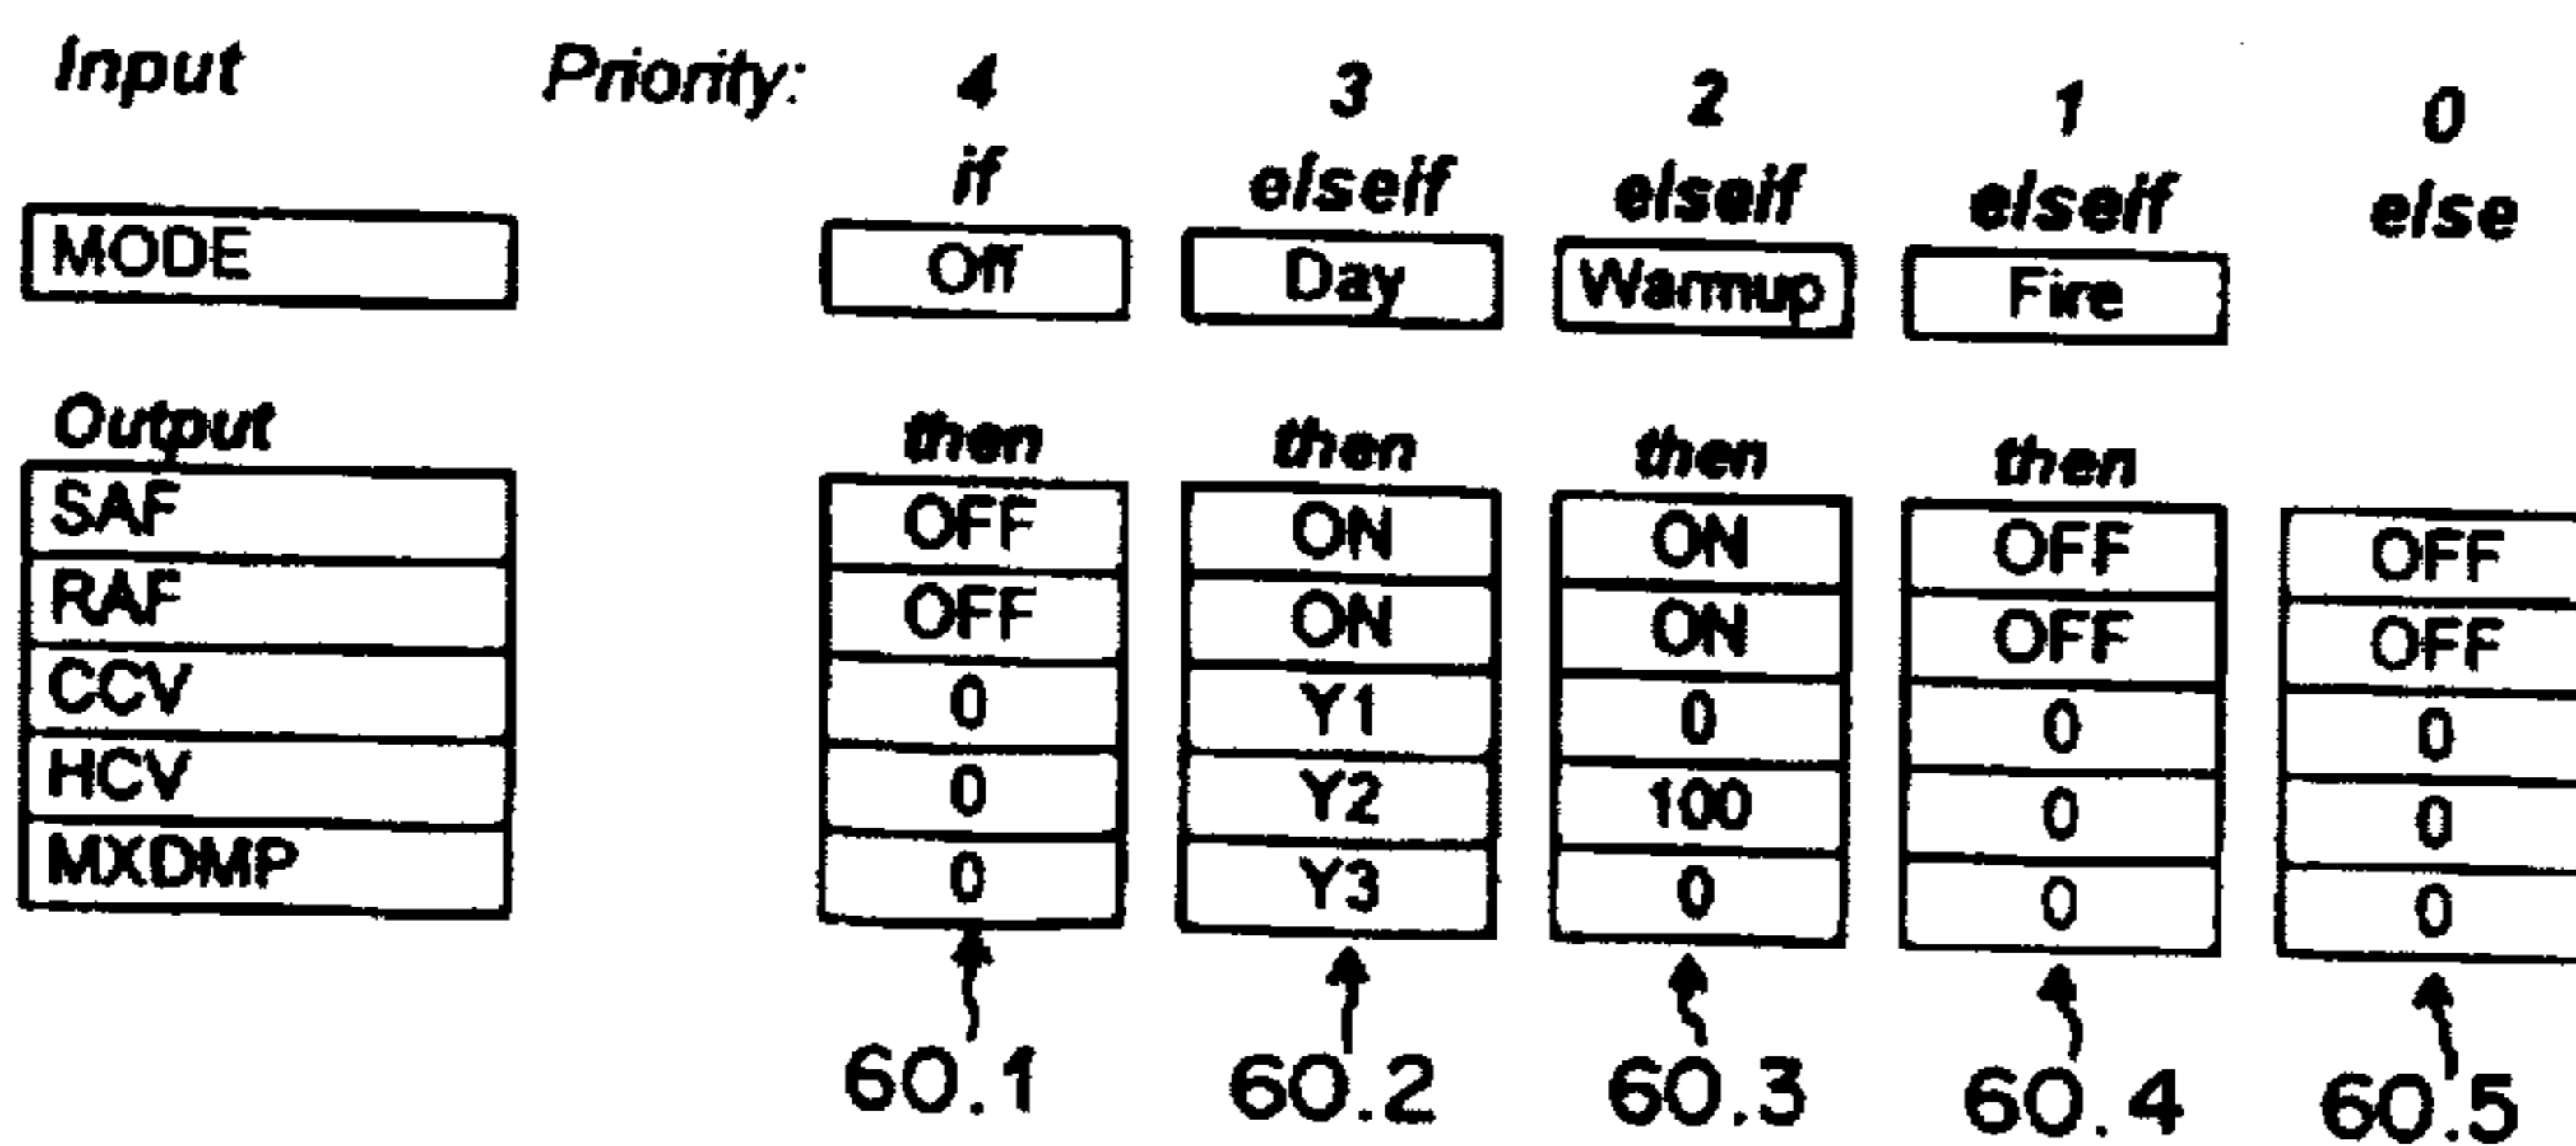 Input Priority: 4 3 2 1 0
if elseif elseif elseif else
MODE Off Day Warmup Fire
Output then then then then
SAF OFF ON ON OFF OFF
RAF OFF ON ON OFF OFF
CCV 0 Y1 0 0 0
HCV 0 Y2 100 0 0
MXDMP 0 Y3 0 0 0
60.1 60.2 60.3 60.4 60.5